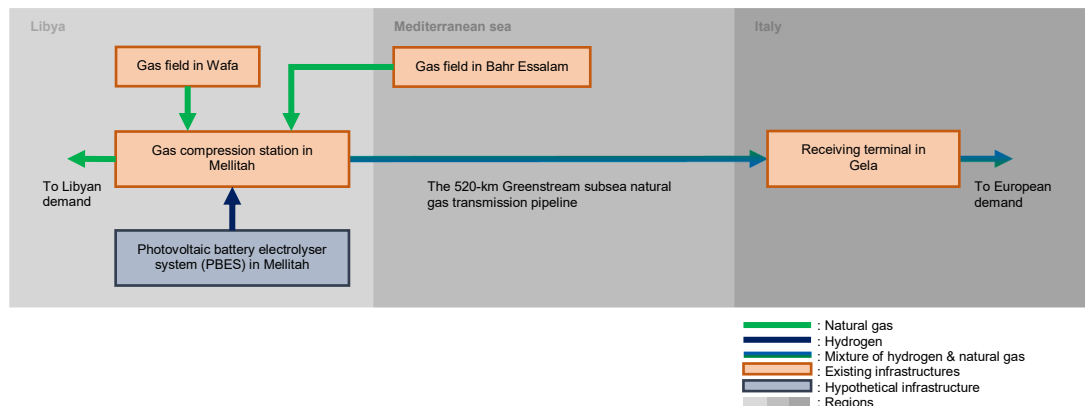 Libya
Mediterranean sea
Italy
Gas field in Wafa
Gas field in Bahr Essalam
Gas compression station in
Mellitah
Receiving terminal in
Gela
To Libyan
demand
The 520-km Greenstream subsea natural
gas transmission pipeline
To European
demand
Photovoltaic battery electrolyser
system (PBES) in Mellitah
: Natural gas
: Hydrogen
: Mixture of hydrogen & natural gas
: Existing infrastructures
: Hypothetical infrastructure
: Regions